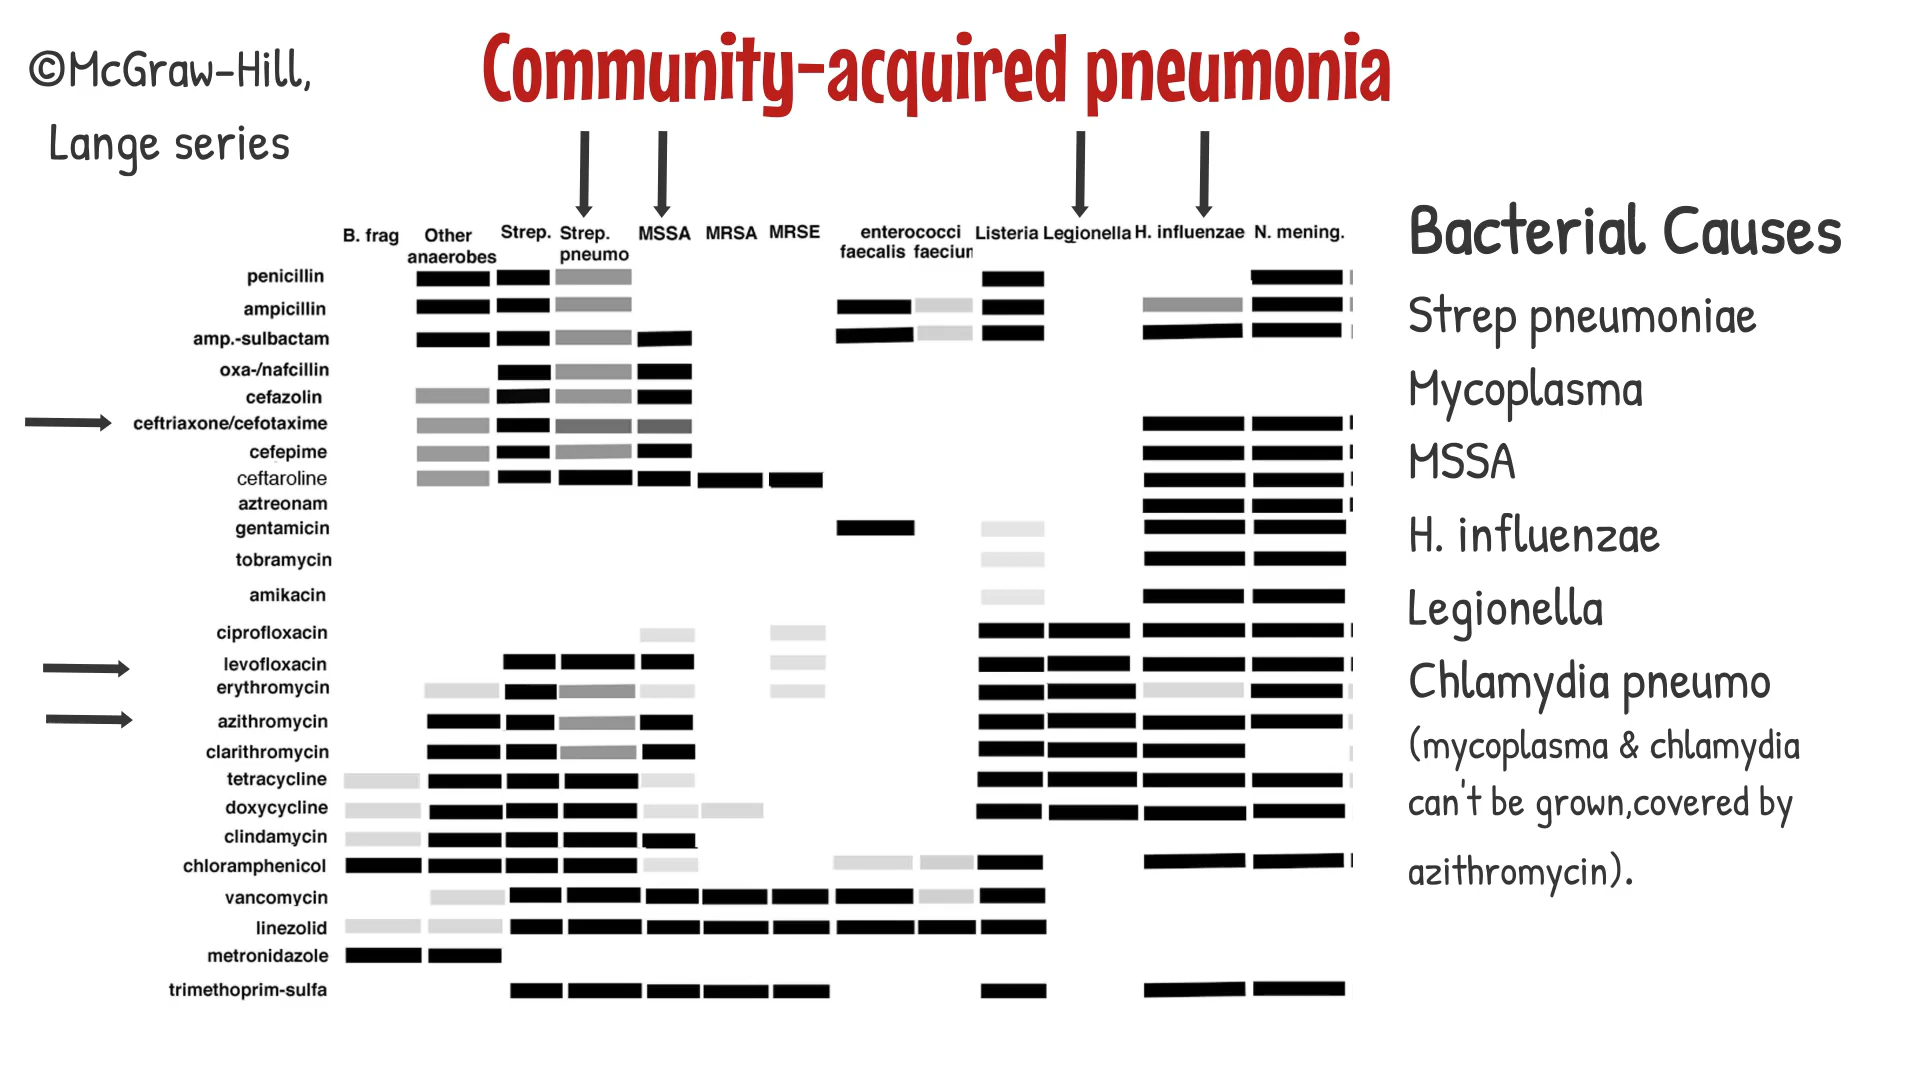 ©McGraw-Hill,
Lange series
Community-acquired pneumonia
B. frag
Other
anaerobes
Strep.
Strep.
pneumo
MSSA
MRSA
MRSE
enterococci
faecalis faeciun
Listeria
Legionella
H. influenzae
N. mening.
penicillin
ampicillin
amp.-sulbactam
oxa-/nafcillin
cefazolin
ceftriaxone/cefotaxime
cefepime
ceftaroline
aztreonam
gentamicin
tobramycin
amikacin
ciprofloxacin
levofloxacin
erythromycin
azithromycin
clarithromycin
tetracycline
doxycycline
clindamycin
chloramphenicol
vancomycin
linezolid
metronidazole
trimethoprim-sulfa
Bacterial Causes
Strep pneumoniae
Mycoplasma
MSSA
H. influenzae
Legionella
Chlamydia pneumo
(mycoplasma & chlamydia
can't be grown,covered by
azithromycin).